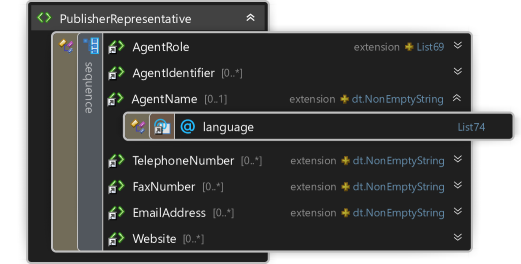 PublisherRepresentative
sequence
AgentRole extension List69
AgentIdentifier [0..*]
AgentName [0..1] extension dt.NonEmptyString
@ language List74
TelephoneNumber [0..*] extension dt.NonEmptyString
FaxNumber [0..*] extension dt.NonEmptyString
EmailAddress [0..*] extension dt.NonEmptyString
Website [0..*]